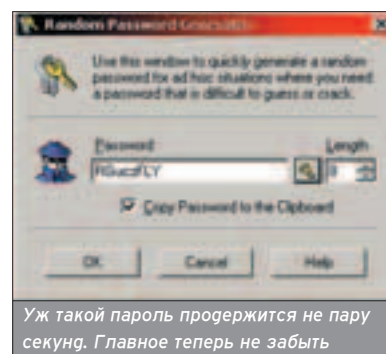 Random Password Generator
Use this window to quickly generate a random
password for ad hoc situations where you need
a password that is difficult to guess or crack.
Password
Length
Copy Password to the Clipboard
OK
Cancel
Help
Уж такой пароль продержится не пару
секунд. Главное теперь не забыть